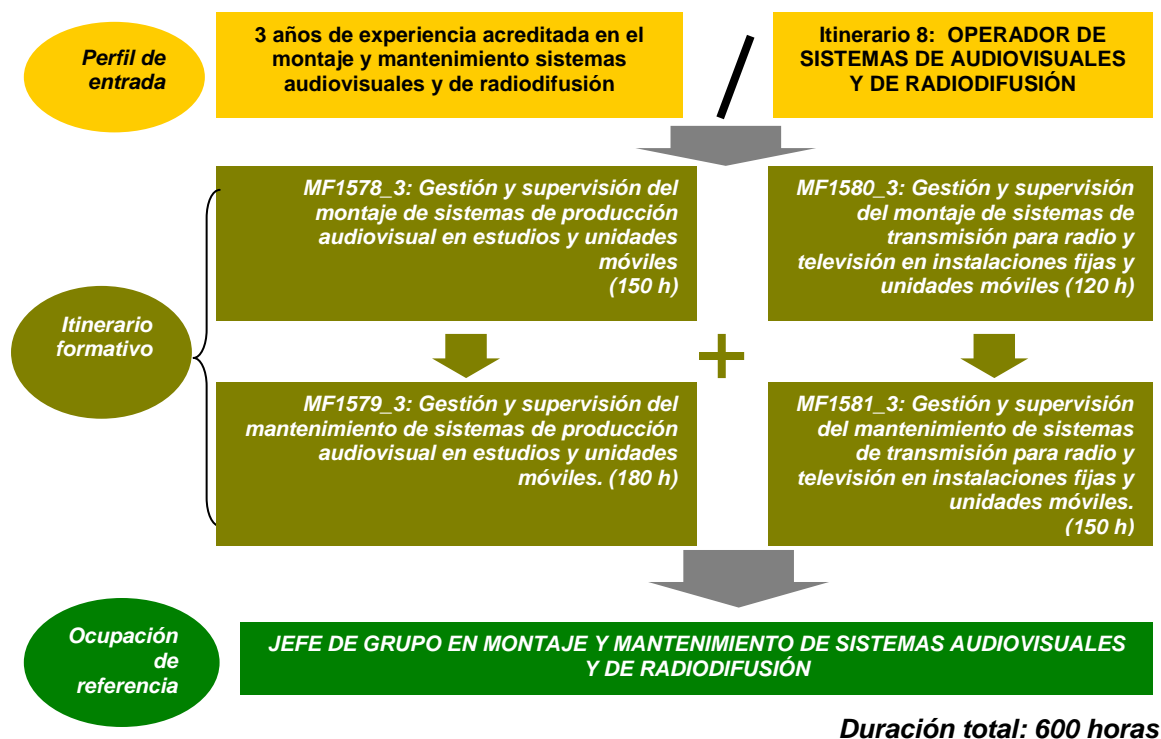 Perfil de
entrada
3 años de experiencia acreditada en el
montaje y mantenimiento sistemas
audiovisuales y de radiodifusión
Itinerario 8: OPERADOR DE
SISTEMAS DE AUDIOVISUALES
Y DE RADIODIFUSIÓN
Itinerario
formativo
MF1578_3: Gestión y supervisión del
montaje de sistemas de producción
audiovisual en estudios y unidades
móviles
(150 h)
MF1580_3: Gestión y supervisión
del montaje de sistemas de
transmisión para radio y
televisión en instalaciones fijas y
unidades móviles (120 h)
MF1579_3: Gestión y supervisión del
mantenimiento de sistemas de producción
audiovisual en estudios y unidades
móviles. (180 h)
MF1581_3: Gestión y supervisión
del mantenimiento de sistemas
de transmisión para radio y
televisión en instalaciones fijas y
unidades móviles.
(150 h)
Ocupación
de
referencia
JEFE DE GRUPO EN MONTAJE Y MANTENIMIENTO DE SISTEMAS AUDIOVISUALES
Y DE RADIODIFUSIÓN
Duración total: 600 horas